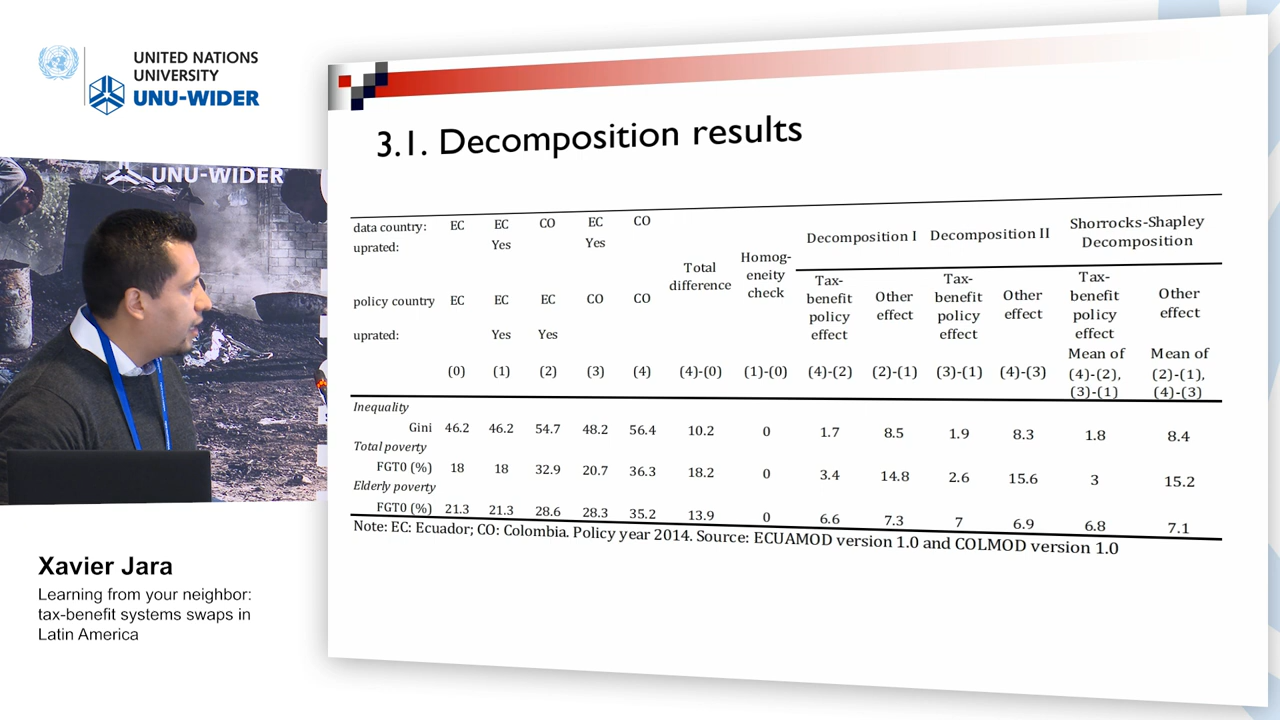 UNITED NATIONS
UNIVERSITY
UNU-WIDER
UNU-WIDER
3.1. Decomposition results
data country: EC EC CO EC CO
uprated: Yes Yes
Total difference
Homog-eneity check
Decomposition I Decomposition II Shorrocks-Shapley Decomposition
Tax-benefit policy effect Other effect Tax-benefit policy effect Other effect Tax-benefit policy effect Other effect
policy country EC EC EC CO CO
uprated: Yes Yes
(0) (1) (2) (3) (4) (4)-(0) (1)-(0) (4)-(2) (2)-(1) (3)-(1) (4)-(3) Mean of (4)-(2), (3)-(1) Mean of (2)-(1), (4)-(3)
Inequality
Gini 46.2 46.2 54.7 48.2 56.4 10.2 0 1.7 8.5 1.9 8.3 1.8 8.4
Total poverty
FGT0 (%) 18 18 32.9 20.7 36.3 18.2 0 3.4 14.8 2.6 15.6 3 15.2
Elderly poverty
FGT0 (%) 21.3 21.3 28.6 28.3 35.2 13.9 0 6.6 7.3 7 6.9 6.8 7.1
Note: EC: Ecuador; CO: Colombia. Policy year 2014. Source: ECUAMOD version 1.0 and COLMOD version 1.0
Xavier Jara
Learning from your neighbor:
tax-benefit systems swaps in
Latin America